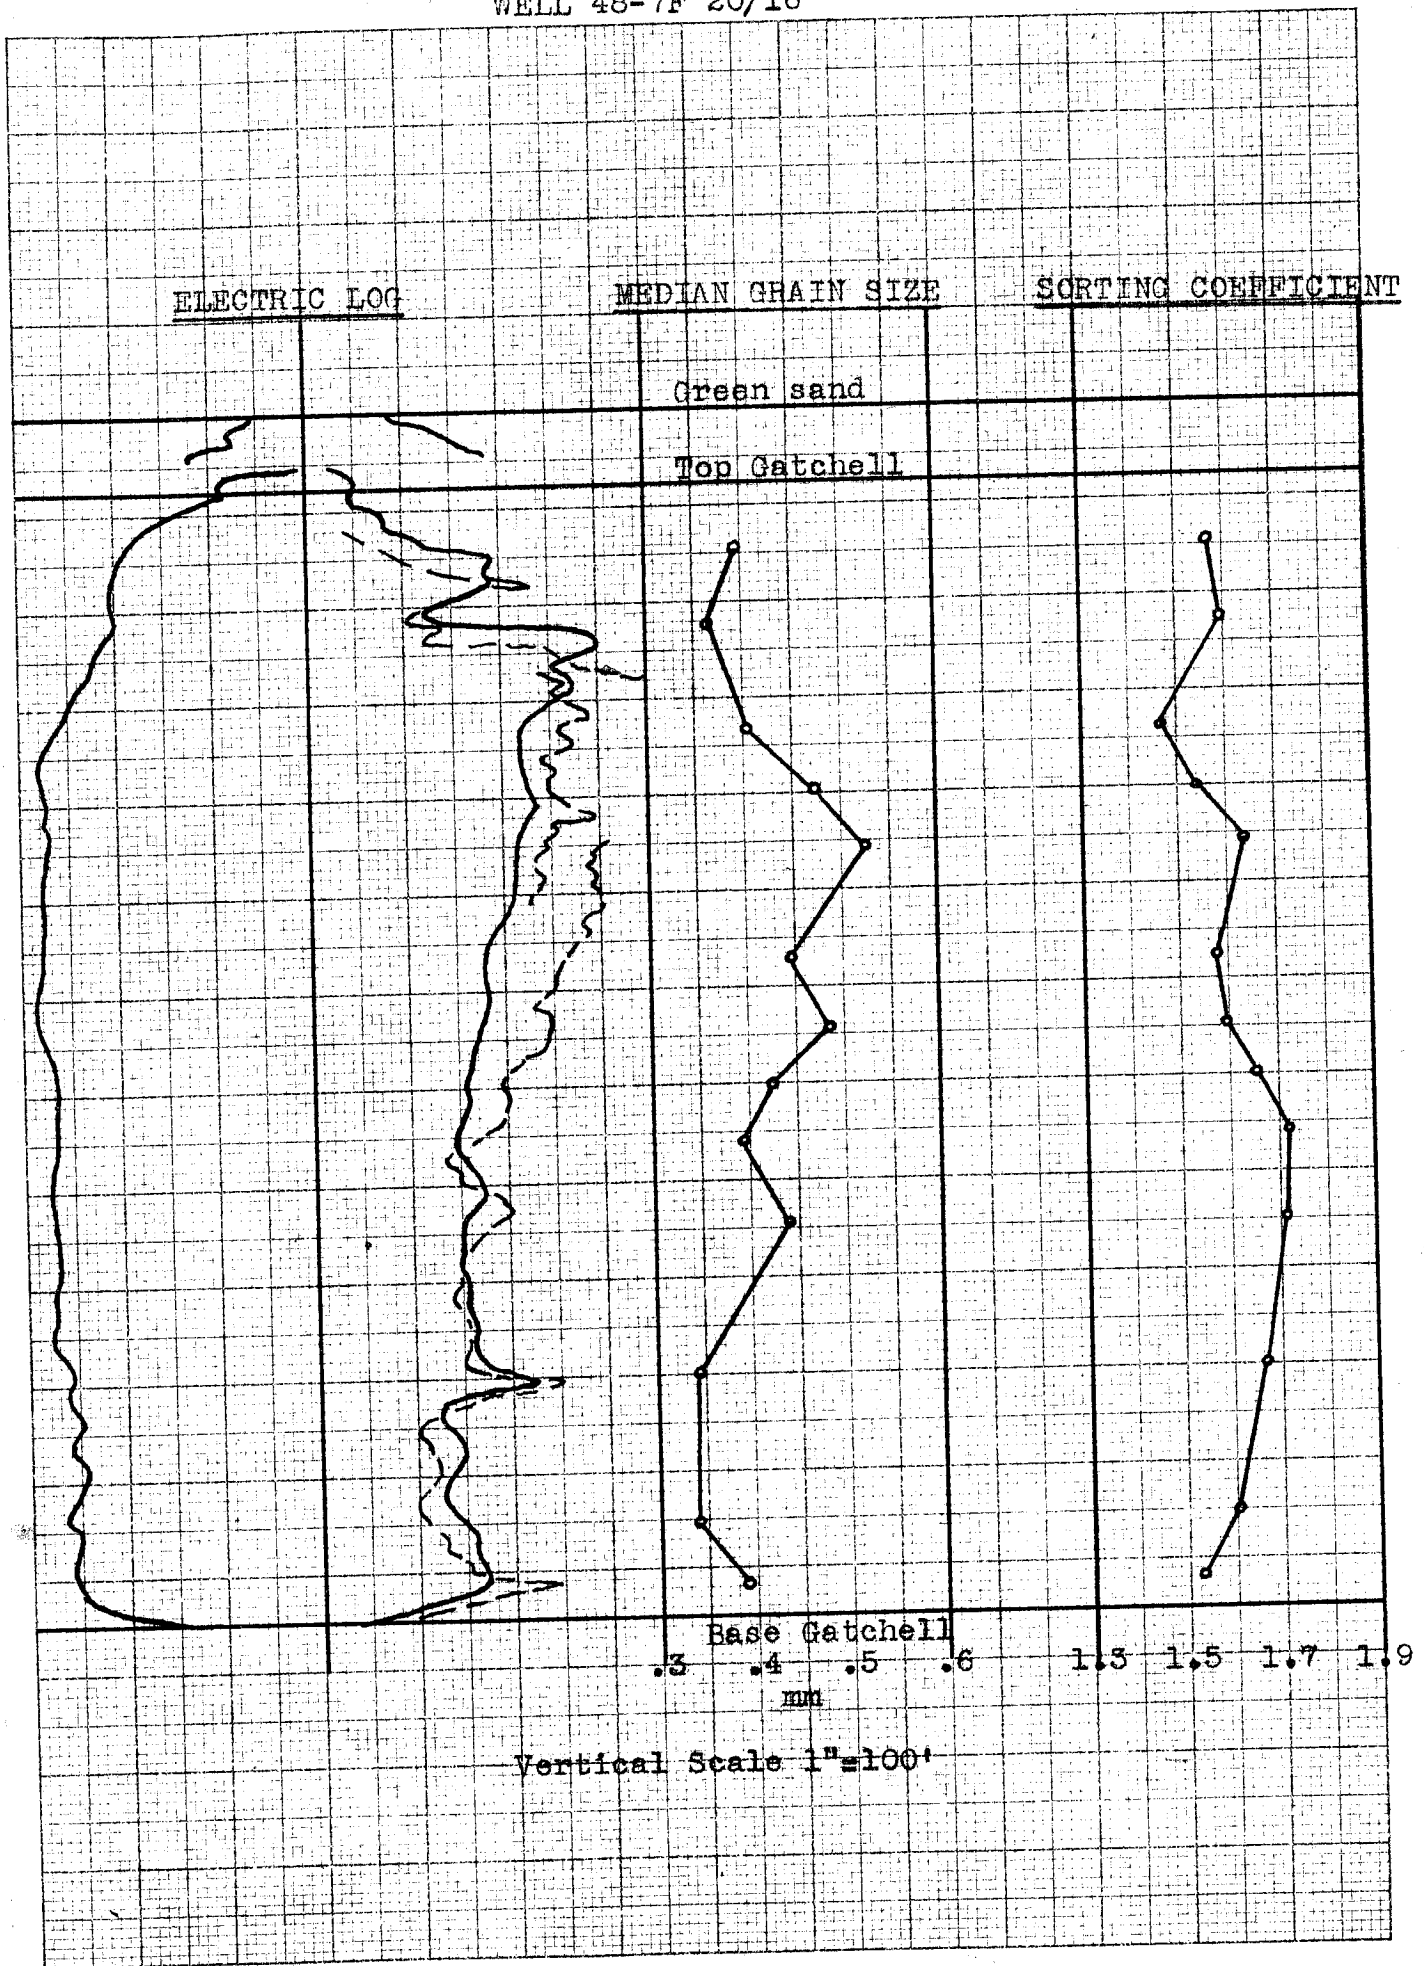 WELL 48-7F 20/16
ELECTRIC LOG MEDIAN GRAIN SIZE SORTING COEFFICIENT
Green sand
Top Gatchell
Base Gatchell
.3 .4 .5 .6 1.3 1.5 1.7 1.9
mm
Vertical Scale 1"=100'